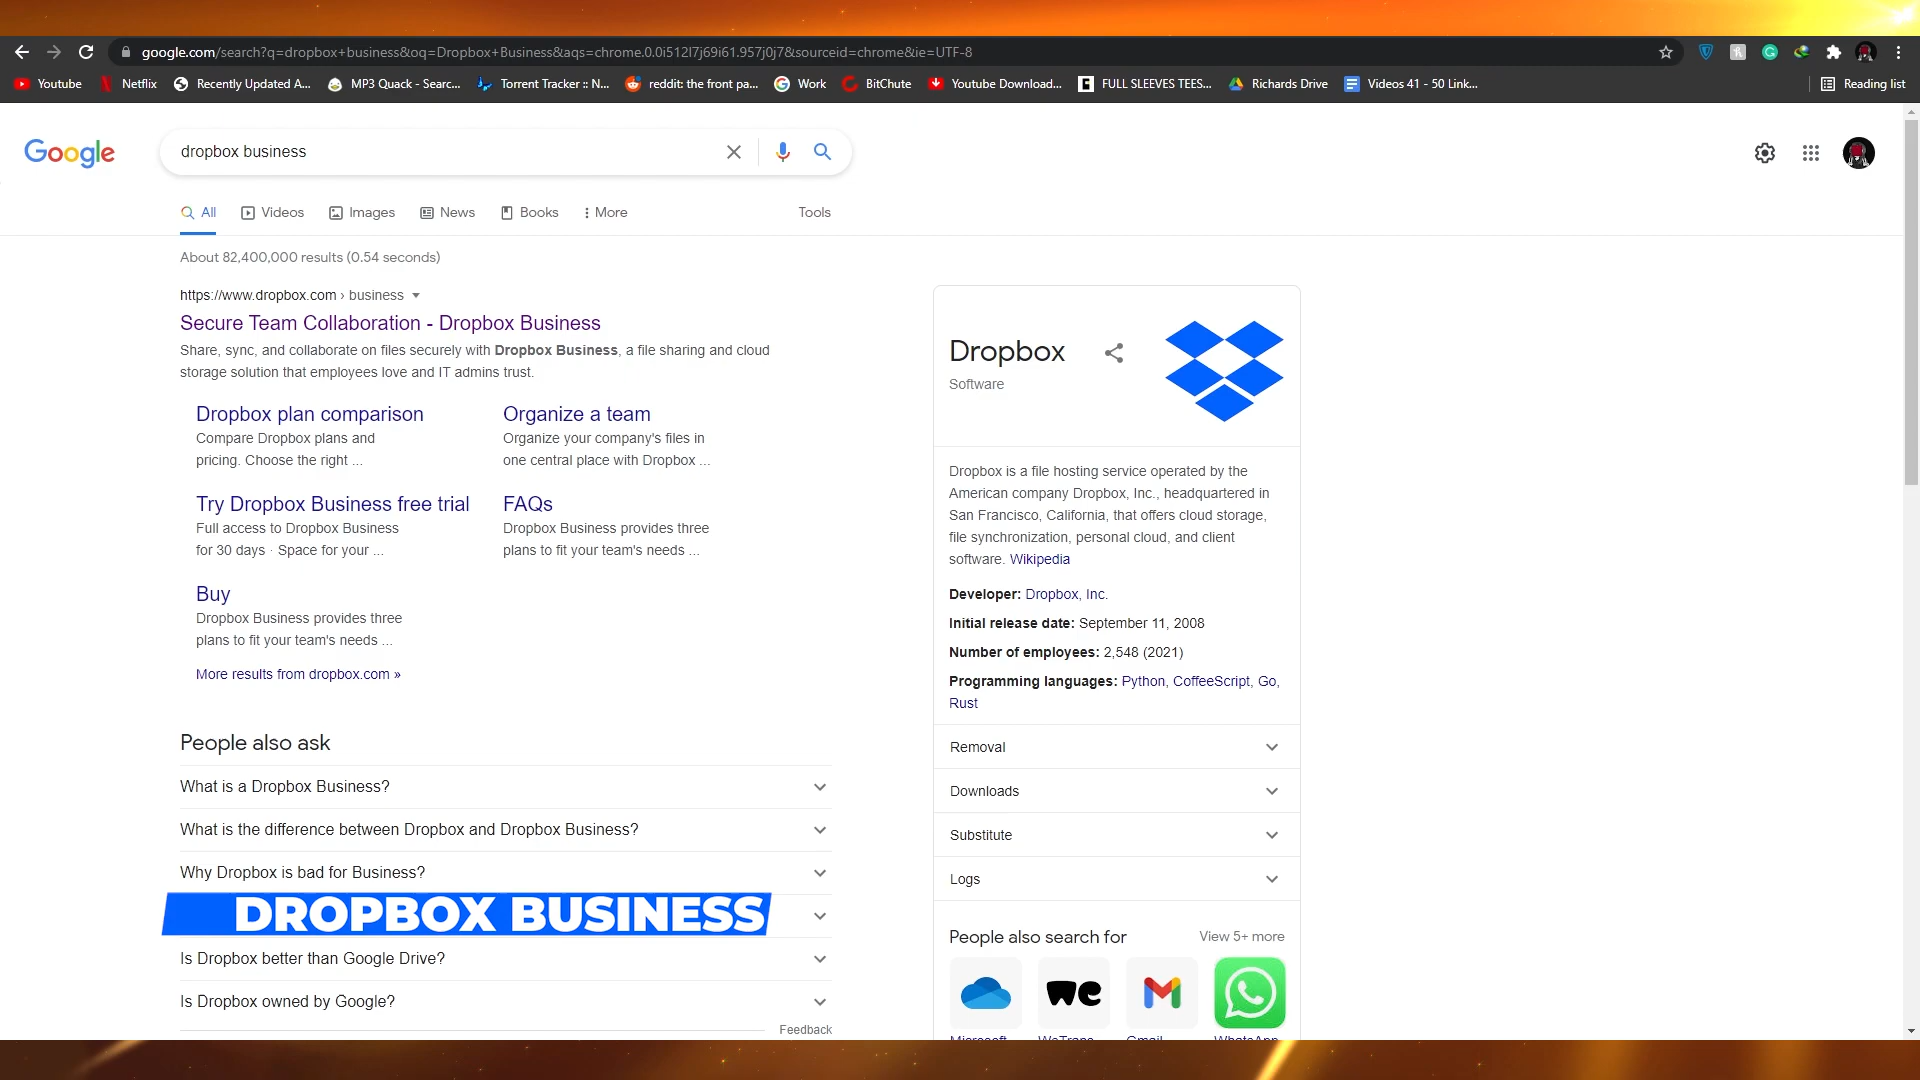 google.com/search?q=dropbox+business&oq=Dropbox+Business&aqs=chrome.0.0i512l7j69i61.957j0j7&sourceid=chrome&ie=UTF-8
Youtube Netflix Recently Updated A... MP3 Quack - Searc... Torrent Tracker :: N... reddit: the front pa... Work BitChute Youtube Download... FULL SLEEVES TEES... Richards Drive Videos 41 - 50 Link... Reading list
Google
dropbox business
All Videos Images News Books More Tools
About 82,400,000 results (0.54 seconds)
https://www.dropbox.com › business
Secure Team Collaboration - Dropbox Business
Share, sync, and collaborate on files securely with Dropbox Business, a file sharing and cloud
storage solution that employees love and IT admins trust.
Dropbox plan comparison
Compare Dropbox plans and
pricing. Choose the right ...
Organize a team
Organize your company's files in
one central place with Dropbox ...
Try Dropbox Business free trial
Full access to Dropbox Business
for 30 days · Space for your ...
FAQs
Dropbox Business provides three
plans to fit your team's needs ...
Buy
Dropbox Business provides three
plans to fit your team's needs ...
More results from dropbox.com »
People also ask
What is a Dropbox Business?
What is the difference between Dropbox and Dropbox Business?
Why Dropbox is bad for Business?
DROPBOX BUSINESS
Is Dropbox better than Google Drive?
Is Dropbox owned by Google?
Feedback
Dropbox
Software
Dropbox is a file hosting service operated by the
American company Dropbox, Inc., headquartered in
San Francisco, California, that offers cloud storage,
file synchronization, personal cloud, and client
software. Wikipedia
Developer: Dropbox, Inc.
Initial release date: September 11, 2008
Number of employees: 2,548 (2021)
Programming languages: Python, CoffeeScript, Go,
Rust
Removal
Downloads
Substitute
Logs
People also search for View 5+ more
we
Microsoft WeTrans Gmail WhatsApp